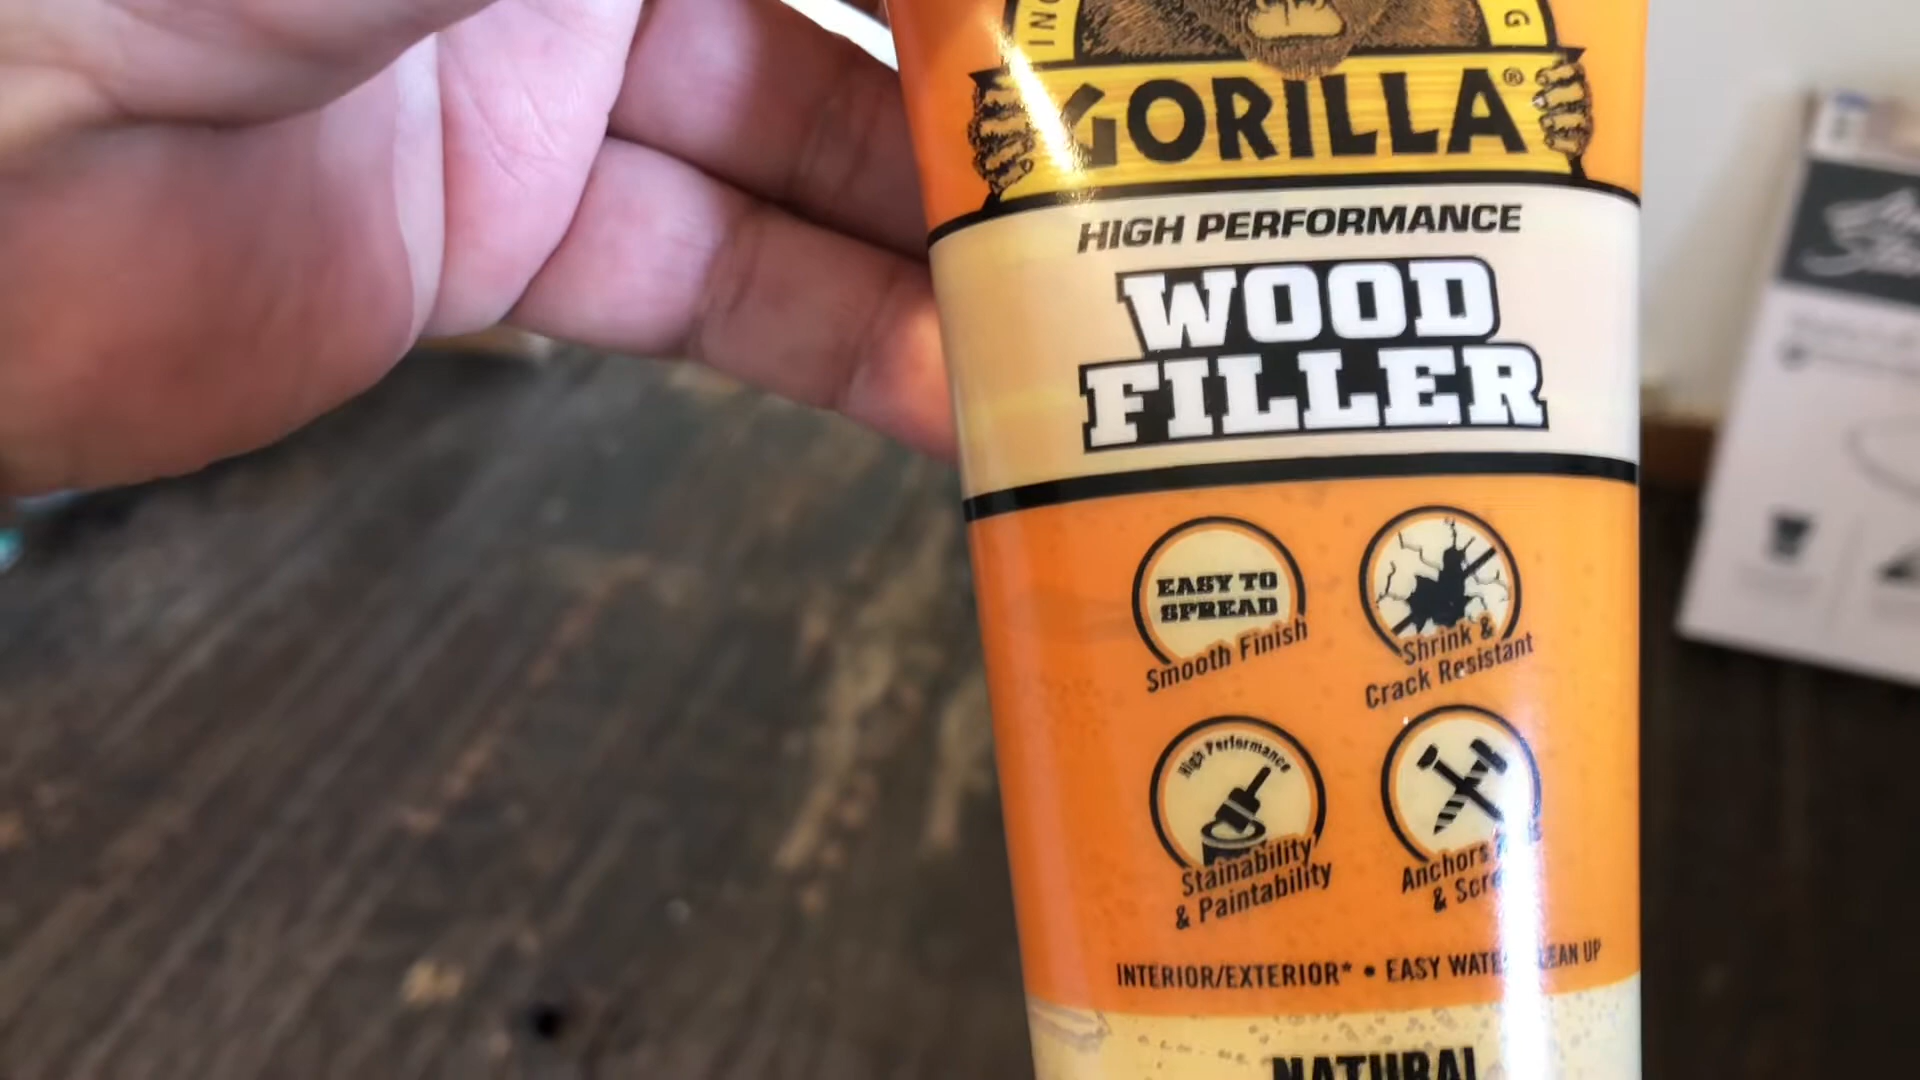 GORILLA®
HIGH PERFORMANCE
WOOD
FILLER
EASY TO
SPREAD
Smooth Finish
Shrink &
Crack Resistant
High Performance
Stainability
& Paintability
Anchors
&
INTERIOR/EXTERIOR* • EASY
NATURAL